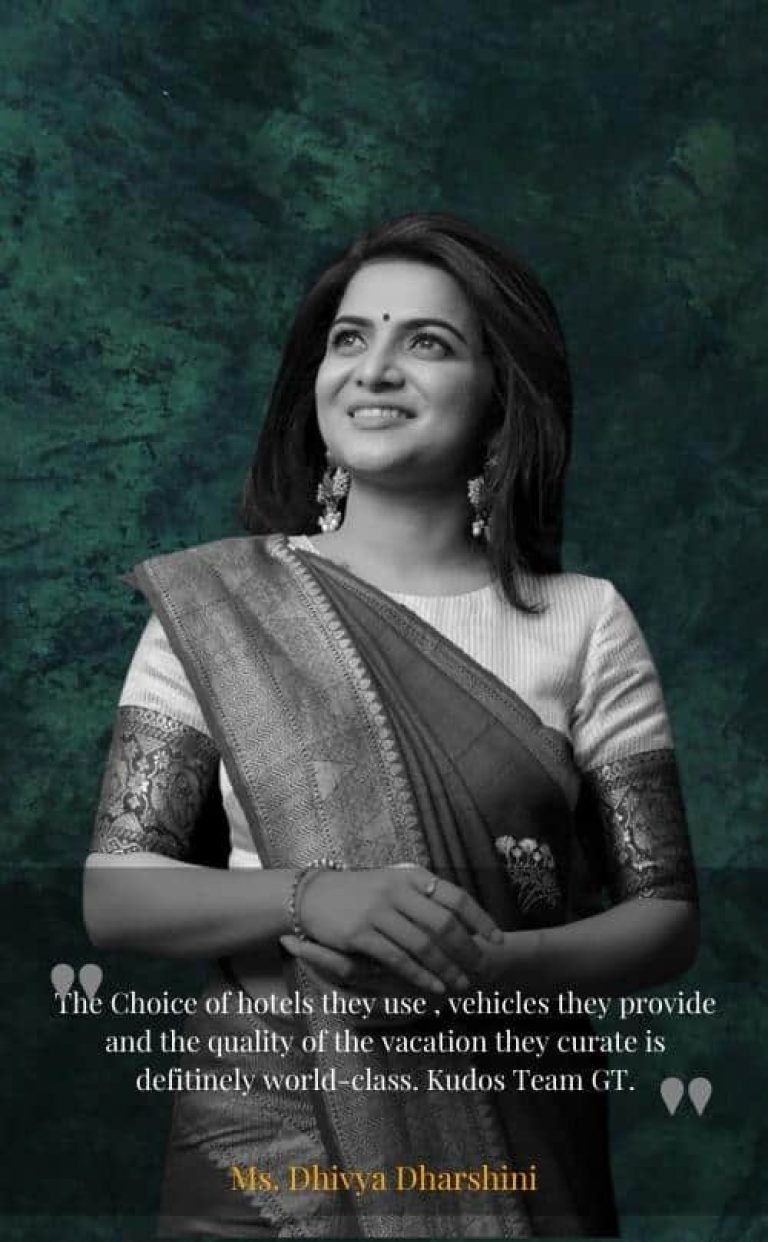 The Choice of hotels they use , vehicles they provide
and the quality of the vacation they curate is
defitinely world-class. Kudos Team GT.
Ms. Dhivya Dharshini